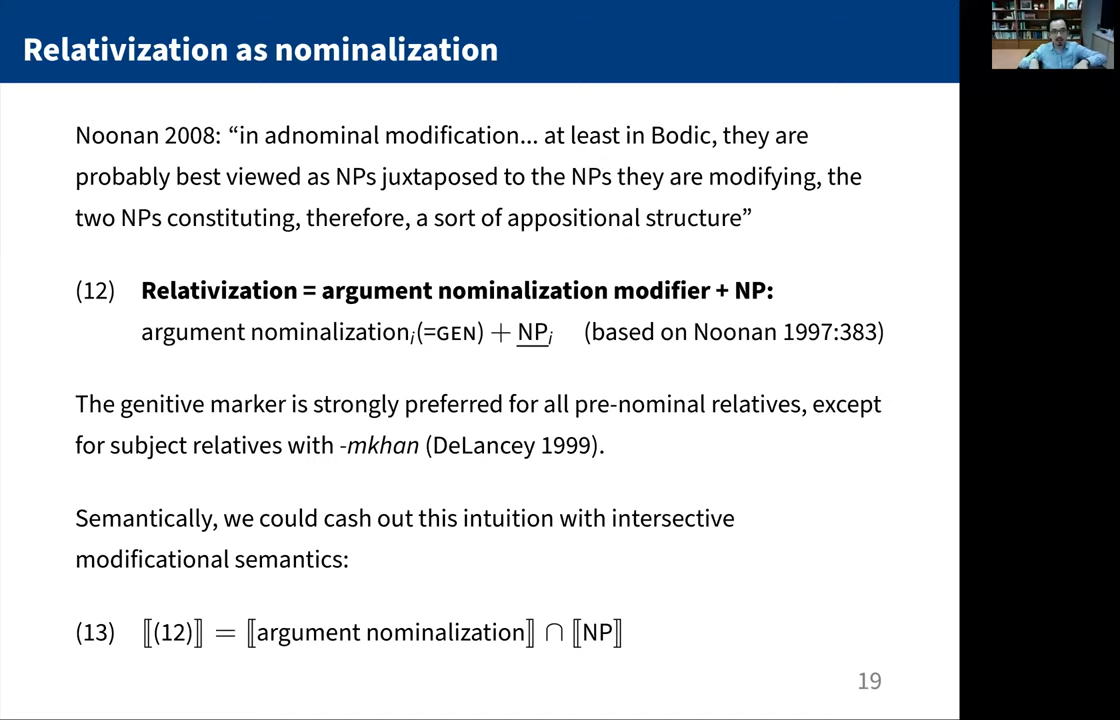 Relativization as nominalization
Noonan 2008: “in adnominal modification... at least in Bodic, they are
probably best viewed as NPs juxtaposed to the NPs they are modifying, the
two NPs constituting, therefore, a sort of appositional structure”
(12) Relativization = argument nominalization modifier + NP:
argument nominalizationᵢ(=GEN) + NPᵢ (based on Noonan 1997:383)
The genitive marker is strongly preferred for all pre-nominal relatives, except
for subject relatives with -mkhan (DeLancey 1999).
Semantically, we could cash out this intuition with intersective
modificational semantics:
(13) ⟦(12)⟧ = ⟦argument nominalization⟧ ∩ ⟦NP⟧
19